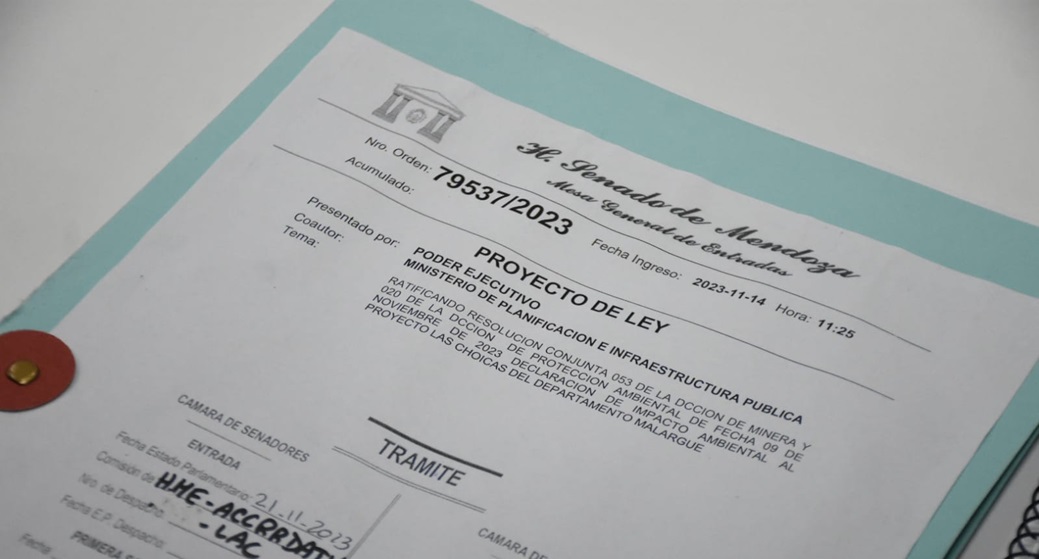 H. Senado de Mendoza
Mesa General de Entradas
Nro. Orden: 79537/2023 Fecha Ingreso: 2023-11-14 Hora: 11:25
Acumulado:
PROYECTO DE LEY
Presentado por: PODER EJECUTIVO
Coautor: MINISTERIO DE PLANIFICACION E INFRAESTRUCTURA PUBLICA
Tema: RATIFICANDO RESOLUCION CONJUNTA 053 DE LA DCCION DE MINERA Y
020 DE LA DCCION DE PROTECCION AMBIENTAL DE FECHA 09 DE
NOVIEMBRE DE 2023 DECLARACION DE IMPACTO AMBIENTAL AL
PROYECTO LAS CHOICAS DEL DEPARTAMENTO MALARGUE
TRAMITE
CAMARA DE SENADORES
ENTRADA
Fecha Estado Parlamentario: 21-11-2023
Comisión de HME-
- LAC
Nro. de Despacho:
Fecha E.P. Despacho:
CAMARA DE
Fecha